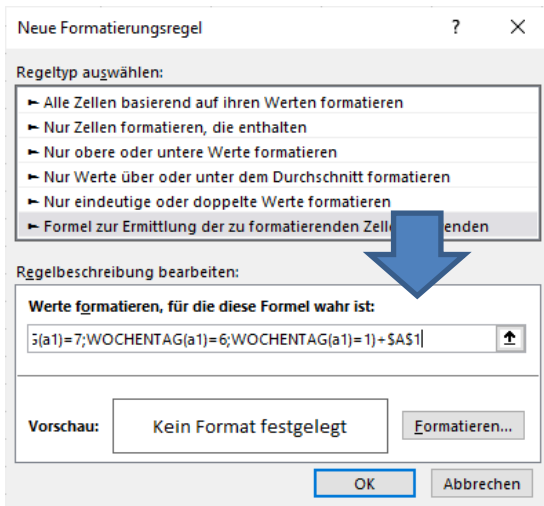 Neue Formatierungsregel ? ×
Regeltyp auswählen:
► Alle Zellen basierend auf ihren Werten formatieren
► Nur Zellen formatieren, die enthalten
► Nur obere oder untere Werte formatieren
► Nur Werte über oder unter dem Durchschnitt formatieren
► Nur eindeutige oder doppelte Werte formatieren
► Formel zur Ermittlung der zu formatierenden
Regelbeschreibung bearbeiten:
Werte formatieren, für die diese Formel wahr ist:
(a1)=7;WOCHENTAG(a1)=6;WOCHENTAG(a1)=1)+$A$1
Vorschau: Kein Format festgelegt Formatieren...
OK Abbrechen